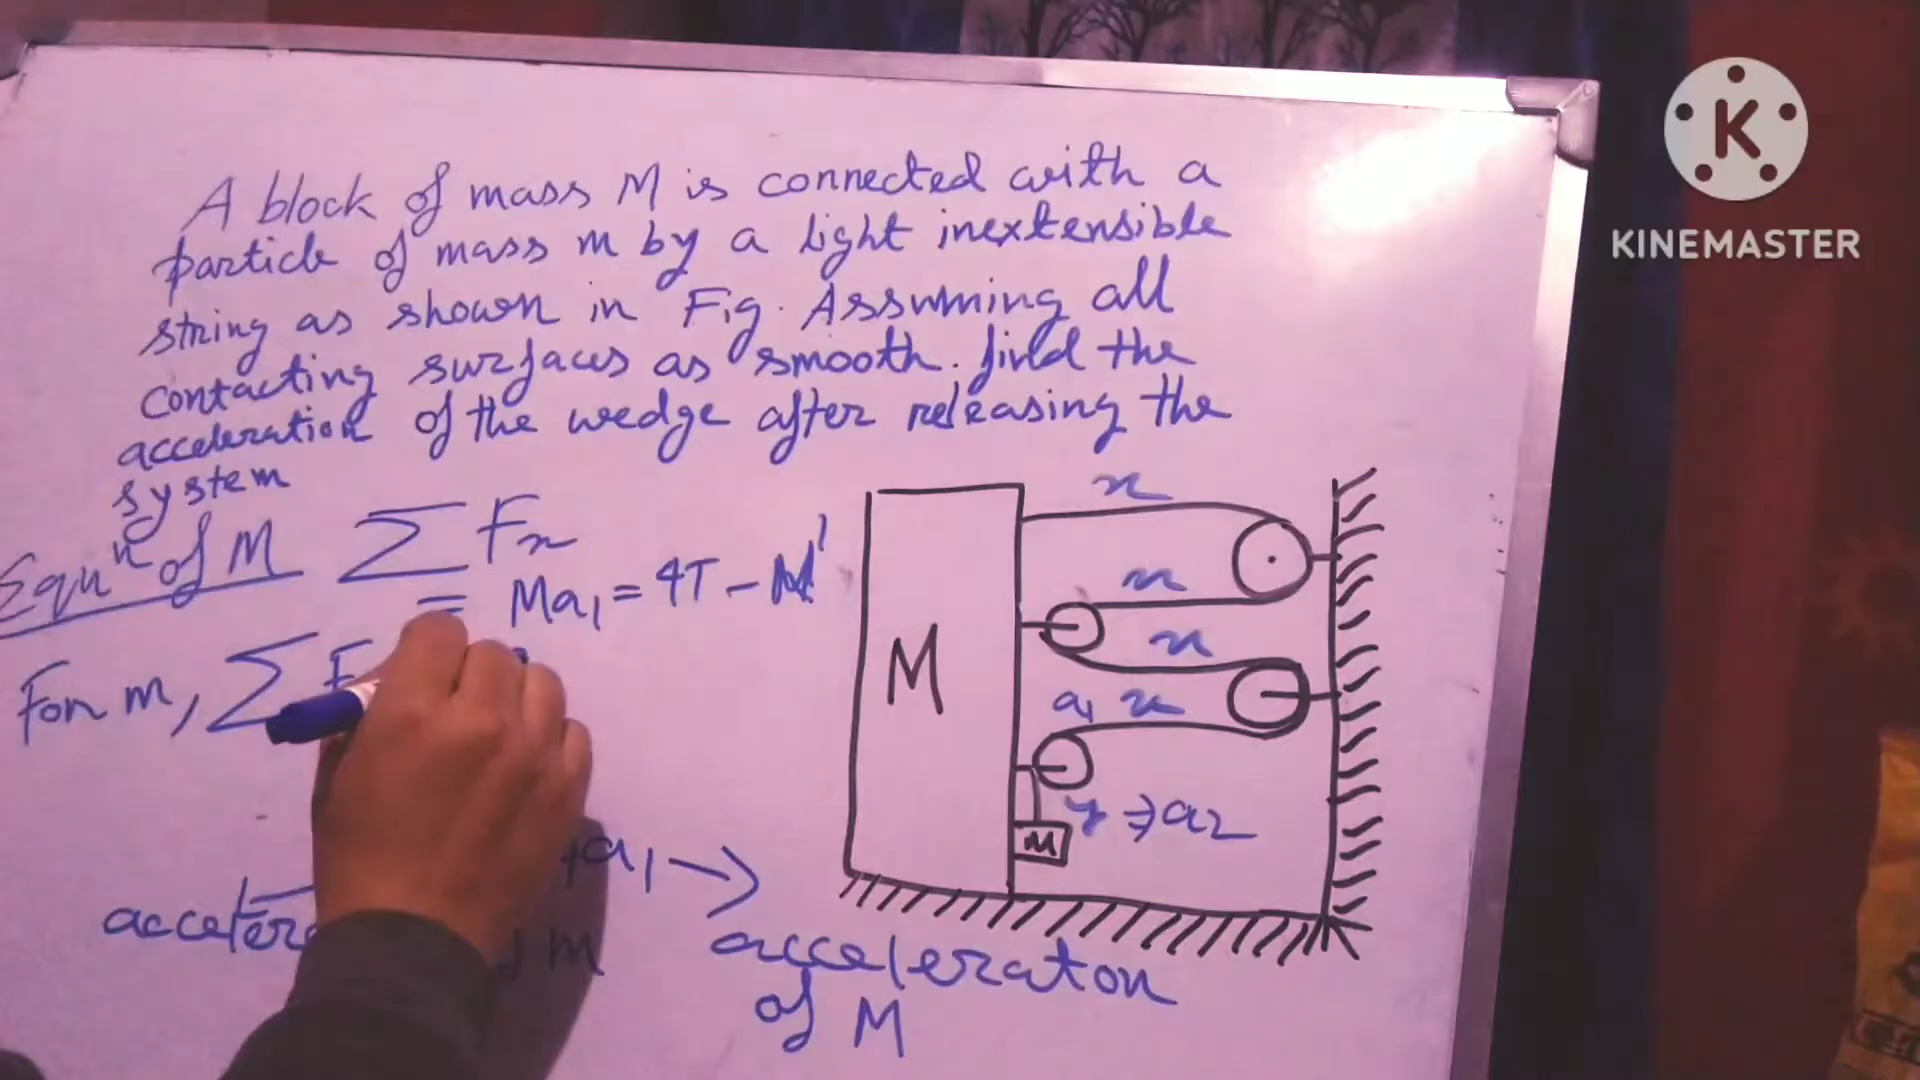 A block of mass M is connected with a
particle of mass m by a light inextensible
string as shown in Fig. Assuming all
contacting surfaces as smooth. find the
acceleration of the wedge after releasing the
system
Equⁿ of M ∑ Fx
= Ma₁ = 4T - N'
For m, ∑ F
+a₁ →
m
acceleraton
of M
x
x
x
a₁ x
M
y ⇒ a2
m
K
KINEMASTER